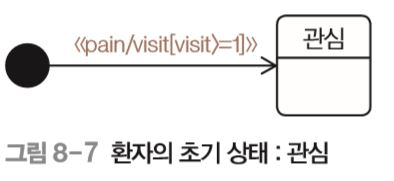 《pain/visit[visit>=1]》
관심
그림 8-7 환자의 초기 상태 : 관심